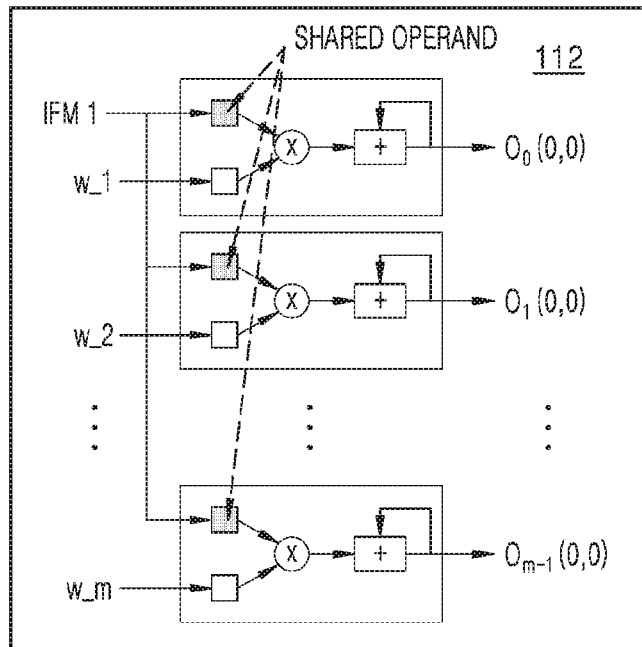 SHARED OPERAND
112
IFM 1
X
+
O₀ (0,0)
w_1
X
+
O₁ (0,0)
w_2
X
+
Oₘ₋₁ (0,0)
w_m